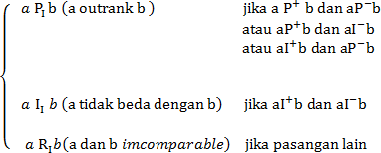 a P_I b (a outrank b ) jika a P⁺ b dan aP⁻b
atau aP⁺b dan aI⁻b
atau aI⁺b dan aP⁻b
a I_I b (a tidak beda dengan b) jika aI⁺b dan aI⁻b
a R_Ib(a dan b imcomparable) jika pasangan lain